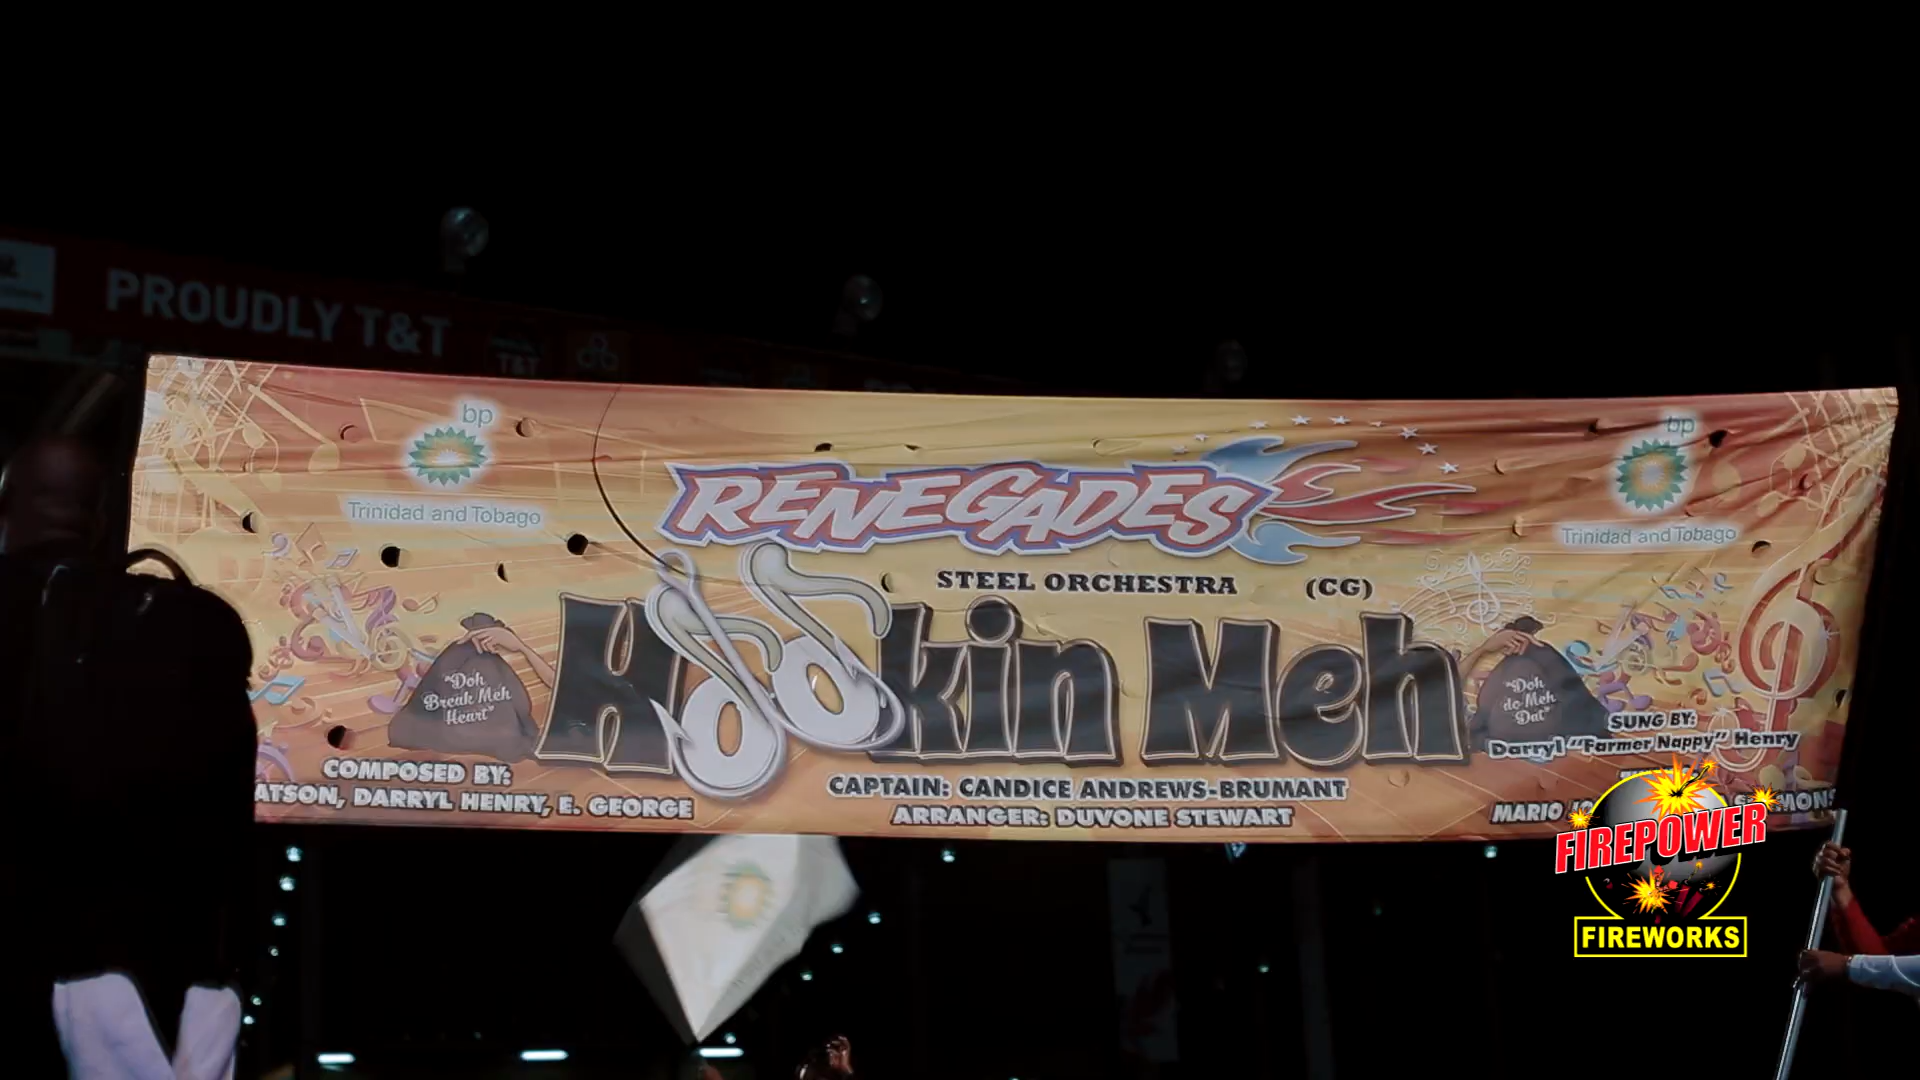 PROUDLY T&T
T&T
bp
Trinidad and Tobago
RENEGADES
STEEL ORCHESTRA (CG)
bp
Trinidad and Tobago
Hookin Meh
"Doh
Break Meh
Heart"
"Doh
do Meh
Dat"
SUNG BY:
Darryl "Farmer Nappy" Henry
COMPOSED BY:
DARRYL HENRY, E. GEORGE
CAPTAIN: CANDICE ANDREWS-BRUMANT
ARRANGER: DUVONE STEWART
MARIO
FIREPOWER
FIREWORKS